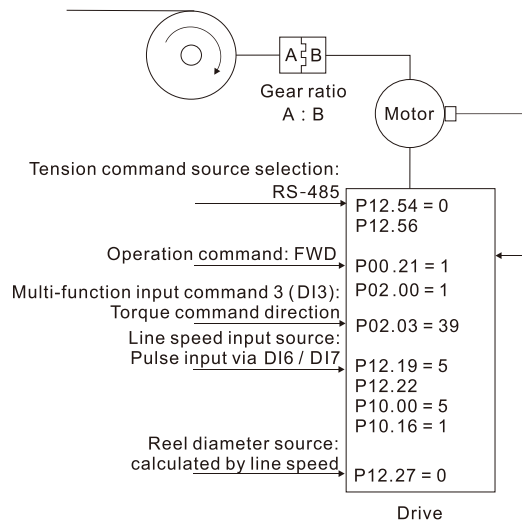 A B
Gear ratio
A : B
Motor
Tension command source selection:
RS-485
P12.54 = 0
P12.56
Operation command: FWD
P00.21 = 1
Multi-function input command 3 (DI3):
P02.00 = 1
Torque command direction
P02.03 = 39
Line speed input source:
Pulse input via DI6 / DI7
P12.19 = 5
P12.22
P10.00 = 5
P10.16 = 1
Reel diameter source:
calculated by line speed
P12.27 = 0
Drive